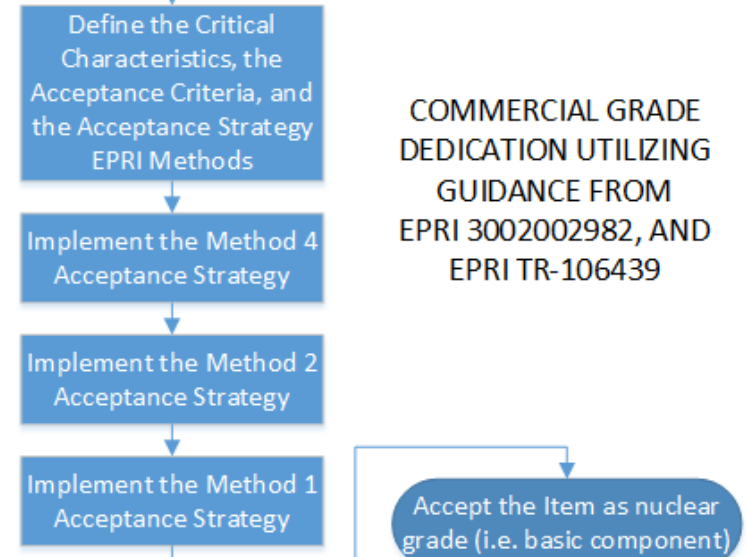 Define the Critical
Characteristics, the
Acceptance Criteria, and
the Acceptance Strategy
EPRI Methods
Implement the Method 4
Acceptance Strategy
Implement the Method 2
Acceptance Strategy
Implement the Method 1
Acceptance Strategy
COMMERCIAL GRADE
DEDICATION UTILIZING
GUIDANCE FROM
EPRI 3002002982, AND
EPRI TR-106439
Accept the Item as nuclear
grade (i.e. basic component)